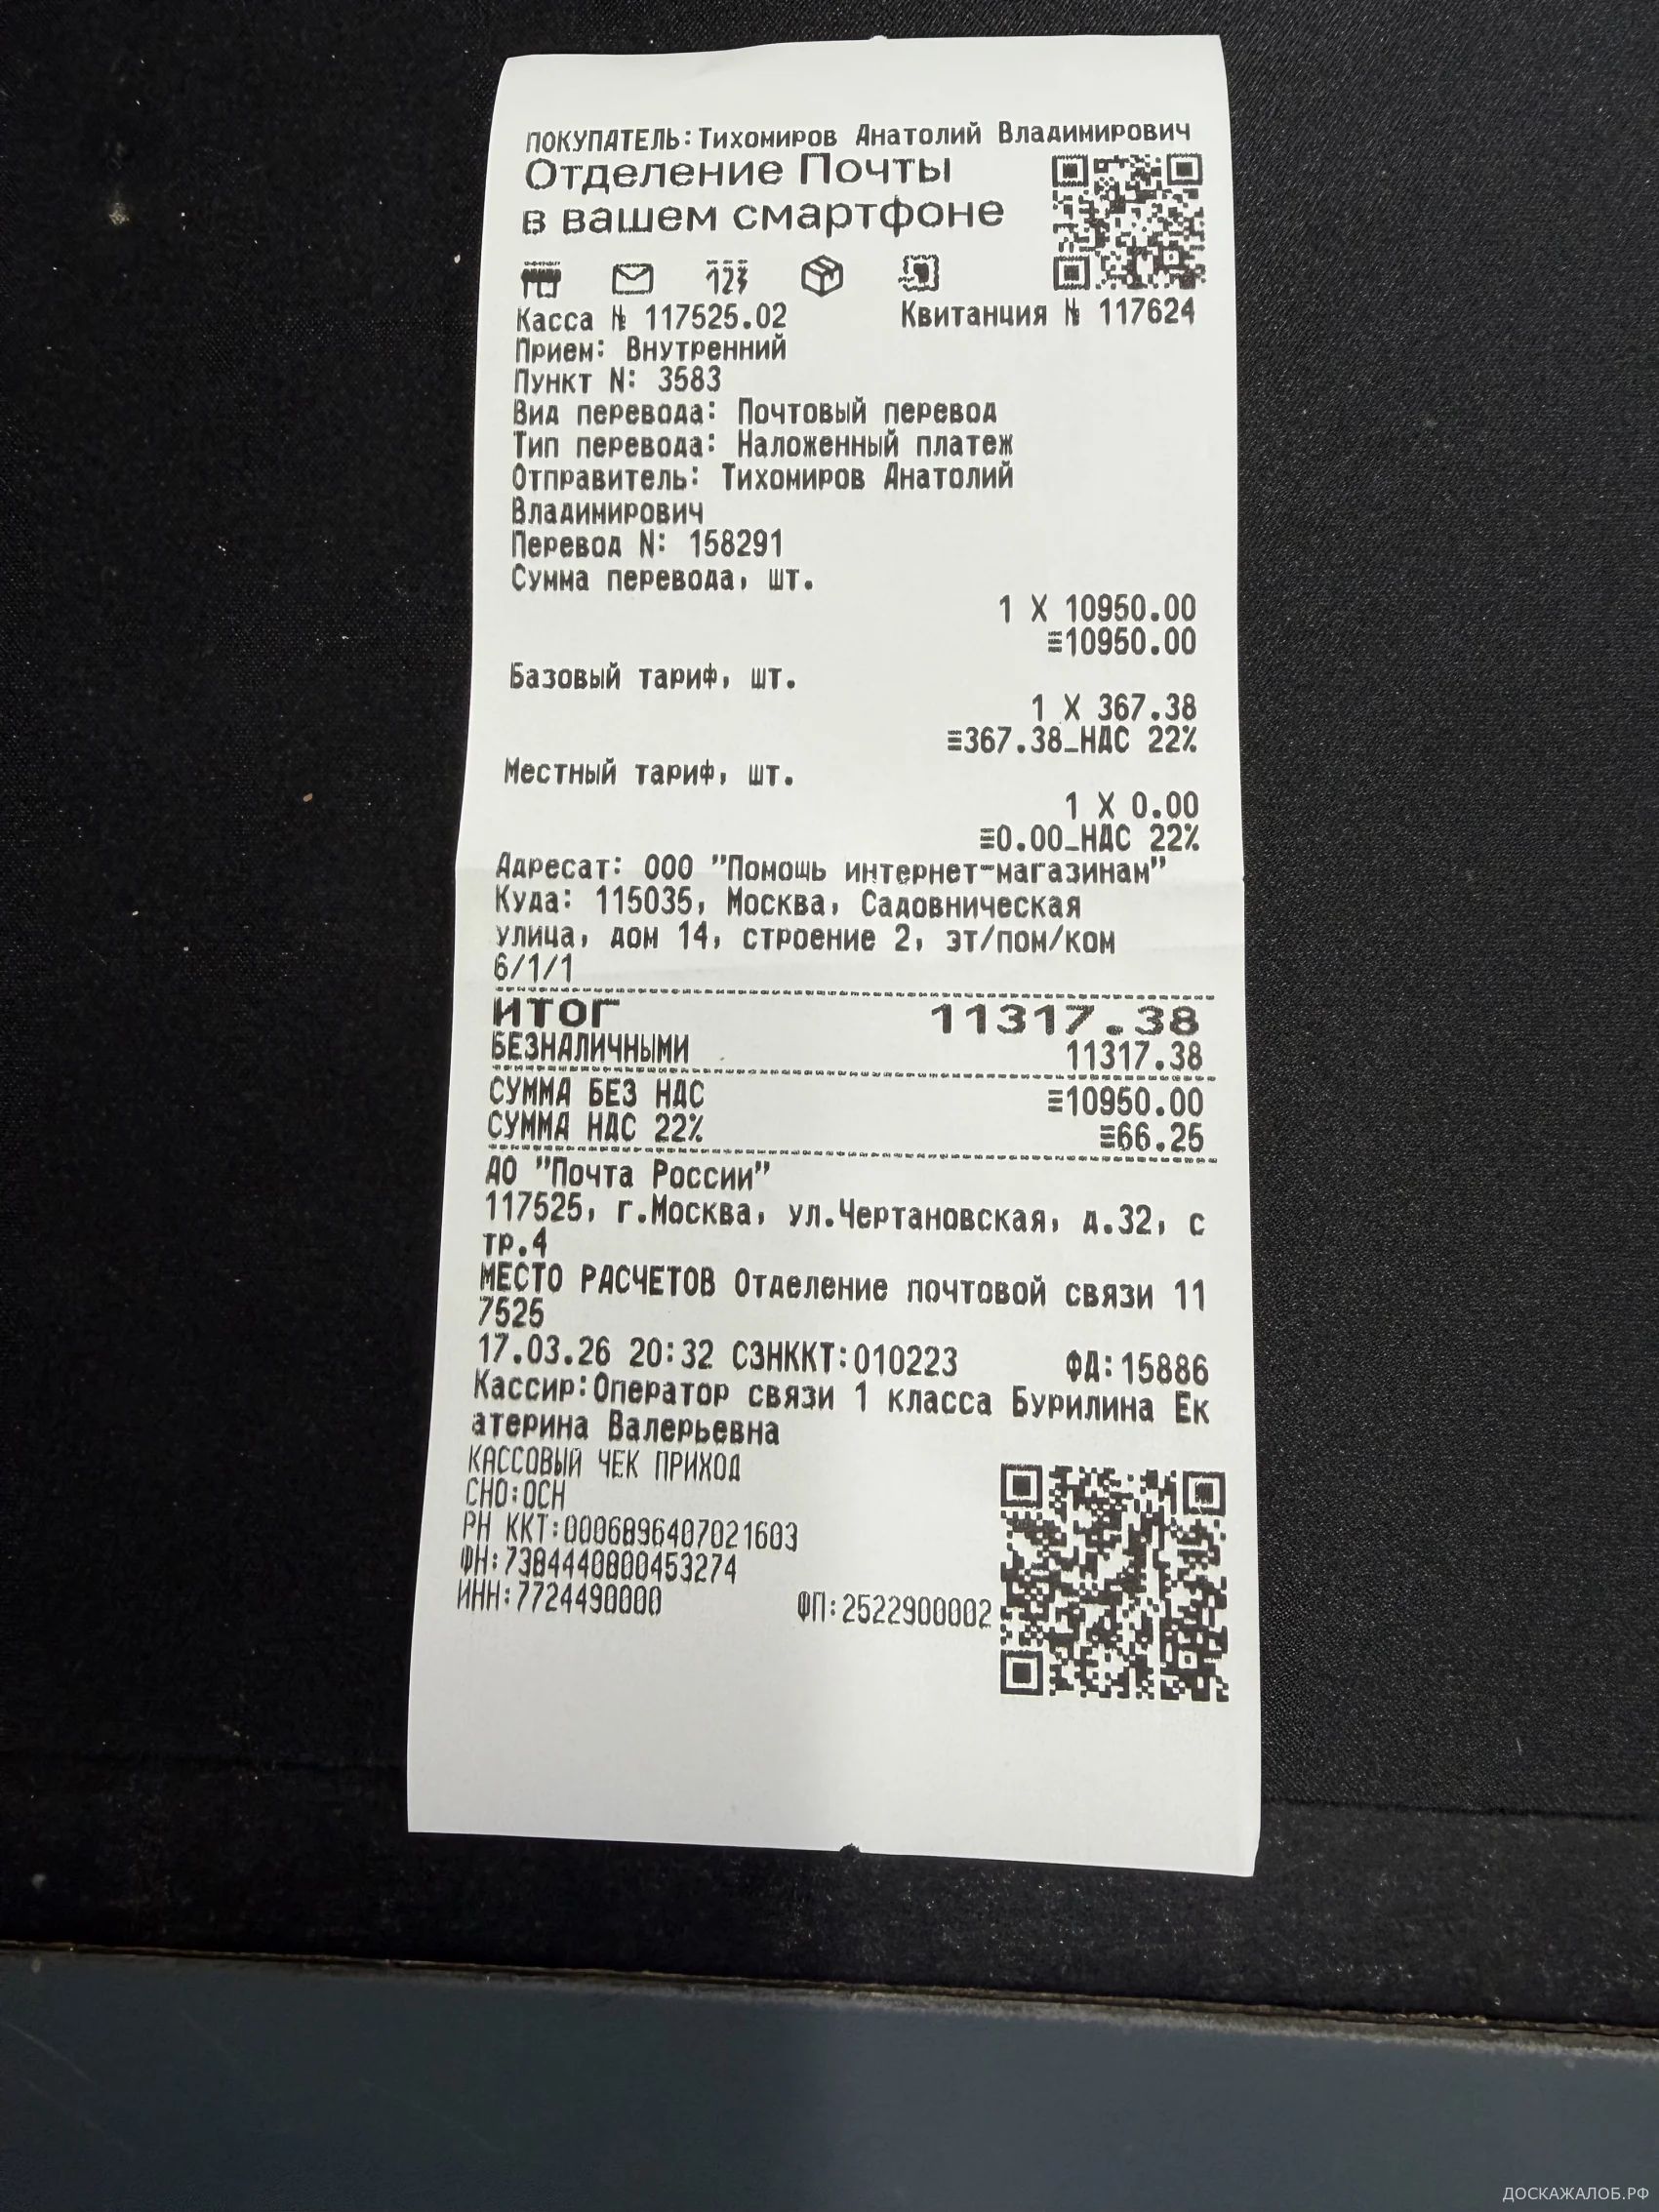 ПОКУПАТЕЛЬ:Тихомиров Анатолий Владимирович
Отделение Почты
в вашем смартфоне
123
Касса № 117525.02 Квитанция № 117624
Прием: Внутренний
Пункт N: 3583
Вид перевода: Почтовый перевод
Тип перевода: Наложенный платеж
Отправитель: Тихомиров Анатолий
Владимирович
Перевод N: 158291
Сумма перевода, шт.
1 X 10950.00
≡10950.00
Базовый тариф, шт.
1 X 367.38
≡367.38_НДС 22%
Местный тариф, шт.
1 X 0.00
≡0.00_НДС 22%
Адресат: ООО "Помощь интернет-магазинам"
Куда: 115035, Москва, Садовническая
улица, дом 14, строение 2, эт/пом/ком
6/1/1
ИТОГ 11317.38
БЕЗНАЛИЧНЫМИ 11317.38
СУММА БЕЗ НДС ≡10950.00
СУММА НДС 22% ≡66.25
АО "Почта России"
117525, г.Москва, ул.Чертановская, д.32, с
тр.4
МЕСТО РАСЧЕТОВ Отделение почтовой связи 11
7525
17.03.26 20:32 СЗНККТ:010223 ФД:15886
Кассир:Оператор связи 1 класса Бурилина Ек
атерина Валерьевна
КАССОВЫЙ ЧЕК ПРИХОД
СНО:ОСН
РН ККТ:0006896407021603
ФН:7384440800453274
ИНН:7724490000 ФП:2522900002
ДОСКАЖАЛОБ.РФ